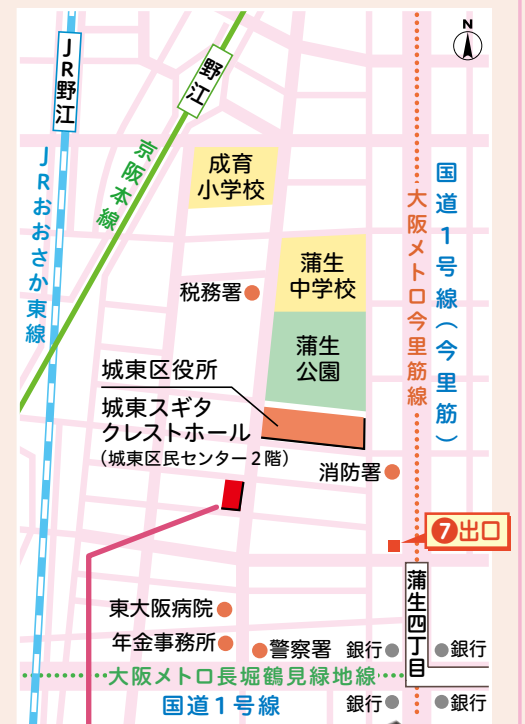 N
JR野江
野江
京阪本線
JRおおさか東線
成育
小学校
国道1号線(今里筋)
大阪メトロ今里筋線
蒲生
中学校
税務署
蒲生
公園
城東区役所
城東スギタ
クレストホール
(城東区民センター2階)
消防署
7出口
蒲生四丁目
東大阪病院
年金事務所
警察署
銀行
銀行
大阪メトロ長堀鶴見緑地線
国道1号線
銀行
銀行